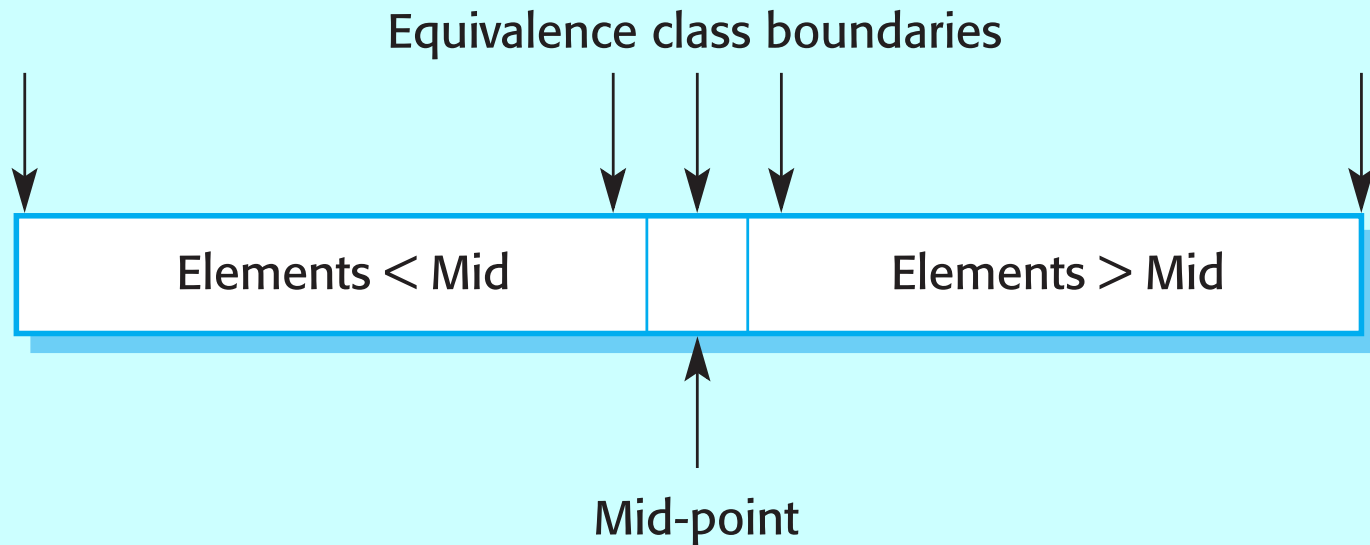 Equivalence class boundaries
Elements < Mid
Elements > Mid
Mid-point